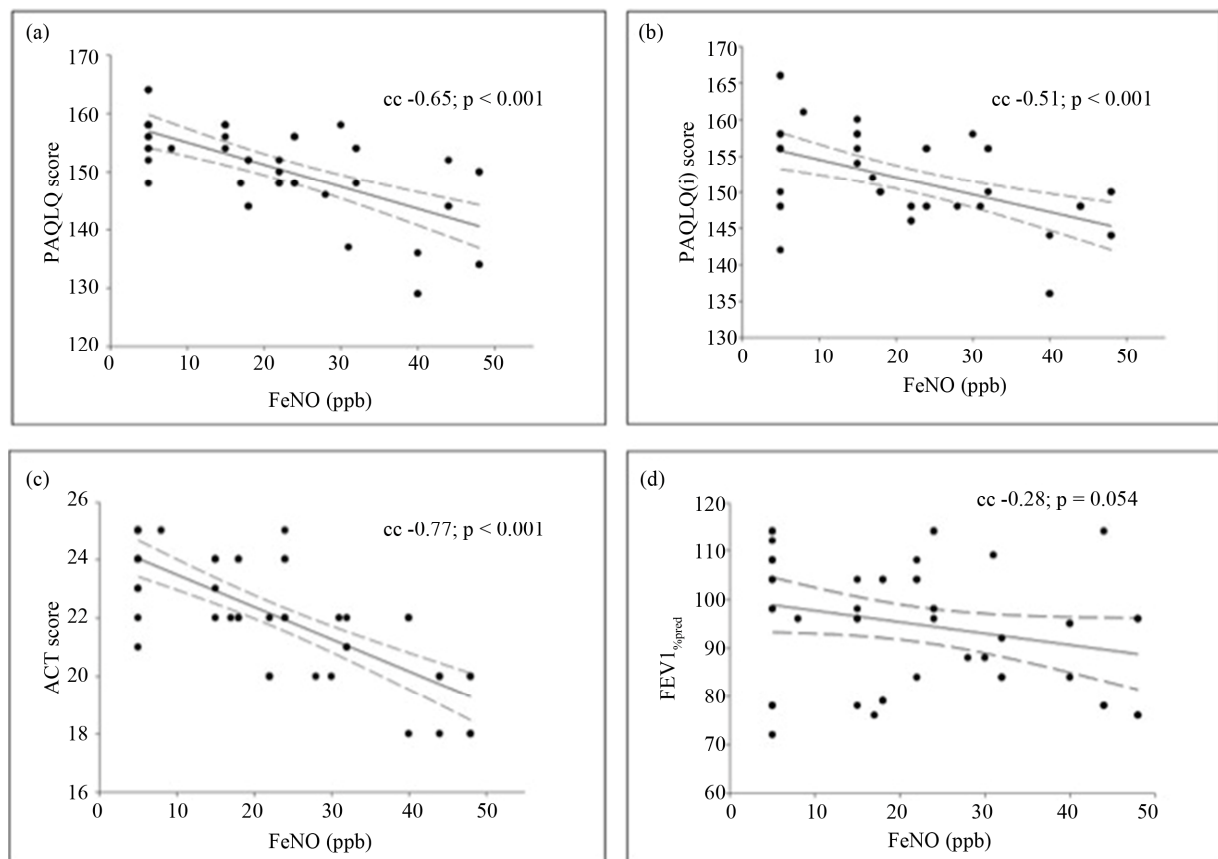 (a)
170
160
150
140
130
120
PAQLQ score
cc -0.65; p < 0.001
0 10 20 30 40 50
FeNO (ppb)
(b)
170
165
160
155
150
145
140
135
130
PAQLQ(i) score
cc -0.51; p < 0.001
0 10 20 30 40 50
FeNO (ppb)
(c)
26
24
22
20
18
16
ACT score
cc -0.77; p < 0.001
0 10 20 30 40 50
FeNO (ppb)
(d)
120
110
100
90
80
70
60
FEV1%pred
cc -0.28; p = 0.054
0 10 20 30 40 50
FeNO (ppb)